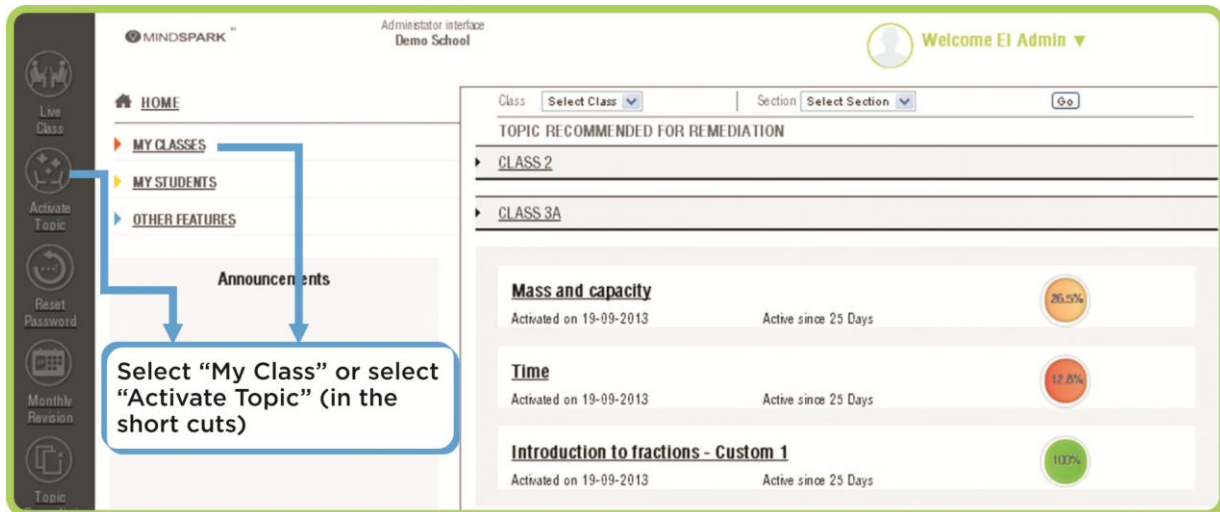 MINDSPARK
Administator interface
Demo School
Welcome EI Admin ▼
Live
Class
Activate
Topic
Reset
Password
Monthly
Revision
Topic
HOME
MY CLASSES
MY STUDENTS
OTHER FEATURES
Announcements
Select “My Class” or select
“Activate Topic” (in the
short cuts)
Class Select Class Section Select Section Go
TOPIC RECOMMENDED FOR REMEDIATION
CLASS 2
CLASS 3A
Mass and capacity
Activated on 19-09-2013 Active since 25 Days
26.5%
Time
Activated on 19-09-2013 Active since 25 Days
12.8%
Introduction to fractions - Custom 1
Activated on 19-09-2013 Active since 25 Days
100%